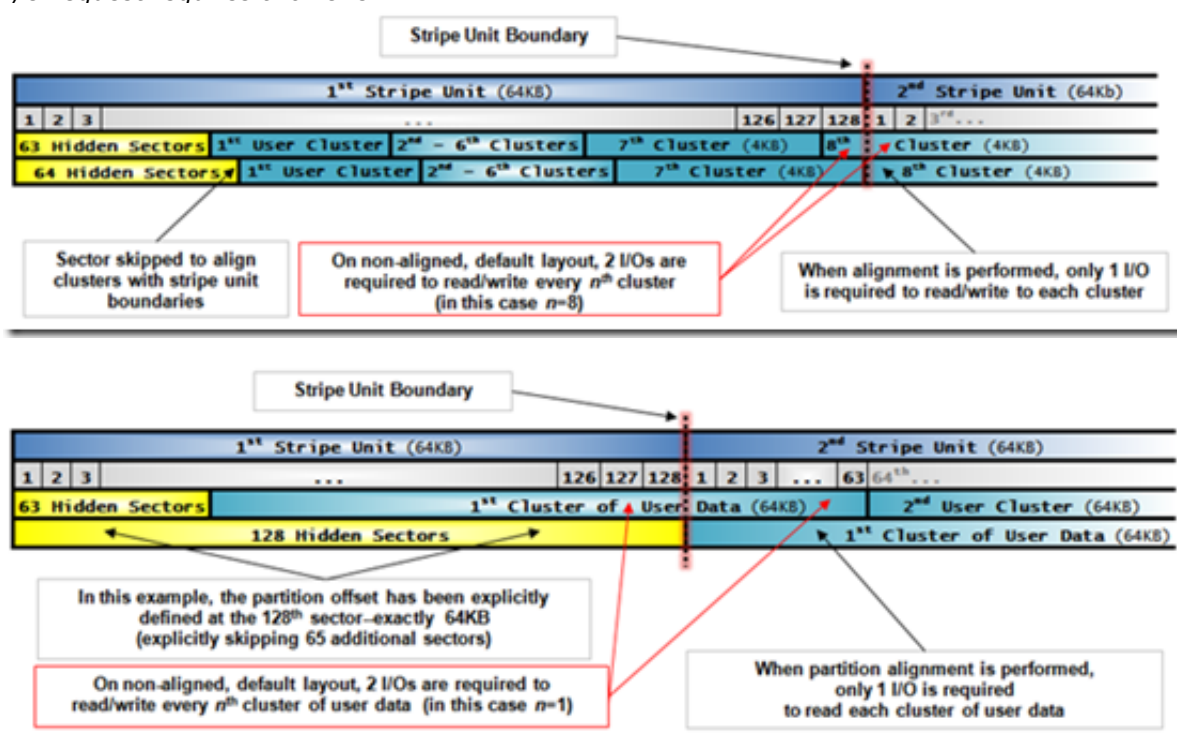 Stripe Unit Boundary
1st Stripe Unit (64KB) 2nd Stripe Unit (64Kb)
1 2 3 ... 126 127 128 1 2 3rd...
63 Hidden Sectors 1st User Cluster 2nd - 6th Clusters 7th Cluster (4KB) 8th Cluster (4KB)
64 Hidden Sectors 1st User Cluster 2nd - 6th Clusters 7th Cluster (4KB) 8th Cluster (4KB)
Sector skipped to align
clusters with stripe unit
boundaries
On non-aligned, default layout, 2 I/Os are
required to read/write every nth cluster
(in this case n=8)
When alignment is performed, only 1 I/O
is required to read/write to each cluster
Stripe Unit Boundary
1st Stripe Unit (64KB) 2nd Stripe Unit (64KB)
1 2 3 ... 126 127 128 1 2 3 ... 63 64th...
63 Hidden Sectors 1st Cluster of User Data (64KB) 2nd User Cluster (64KB)
128 Hidden Sectors 1st Cluster of User Data (64KB)
In this example, the partition offset has been explicitly
defined at the 128th sector–exactly 64KB
(explicitly skipping 65 additional sectors)
On non-aligned, default layout, 2 I/Os are required to
read/write every nth cluster of user data (in this case n=1)
When partition alignment is performed,
only 1 I/O is required
to read each cluster of user data